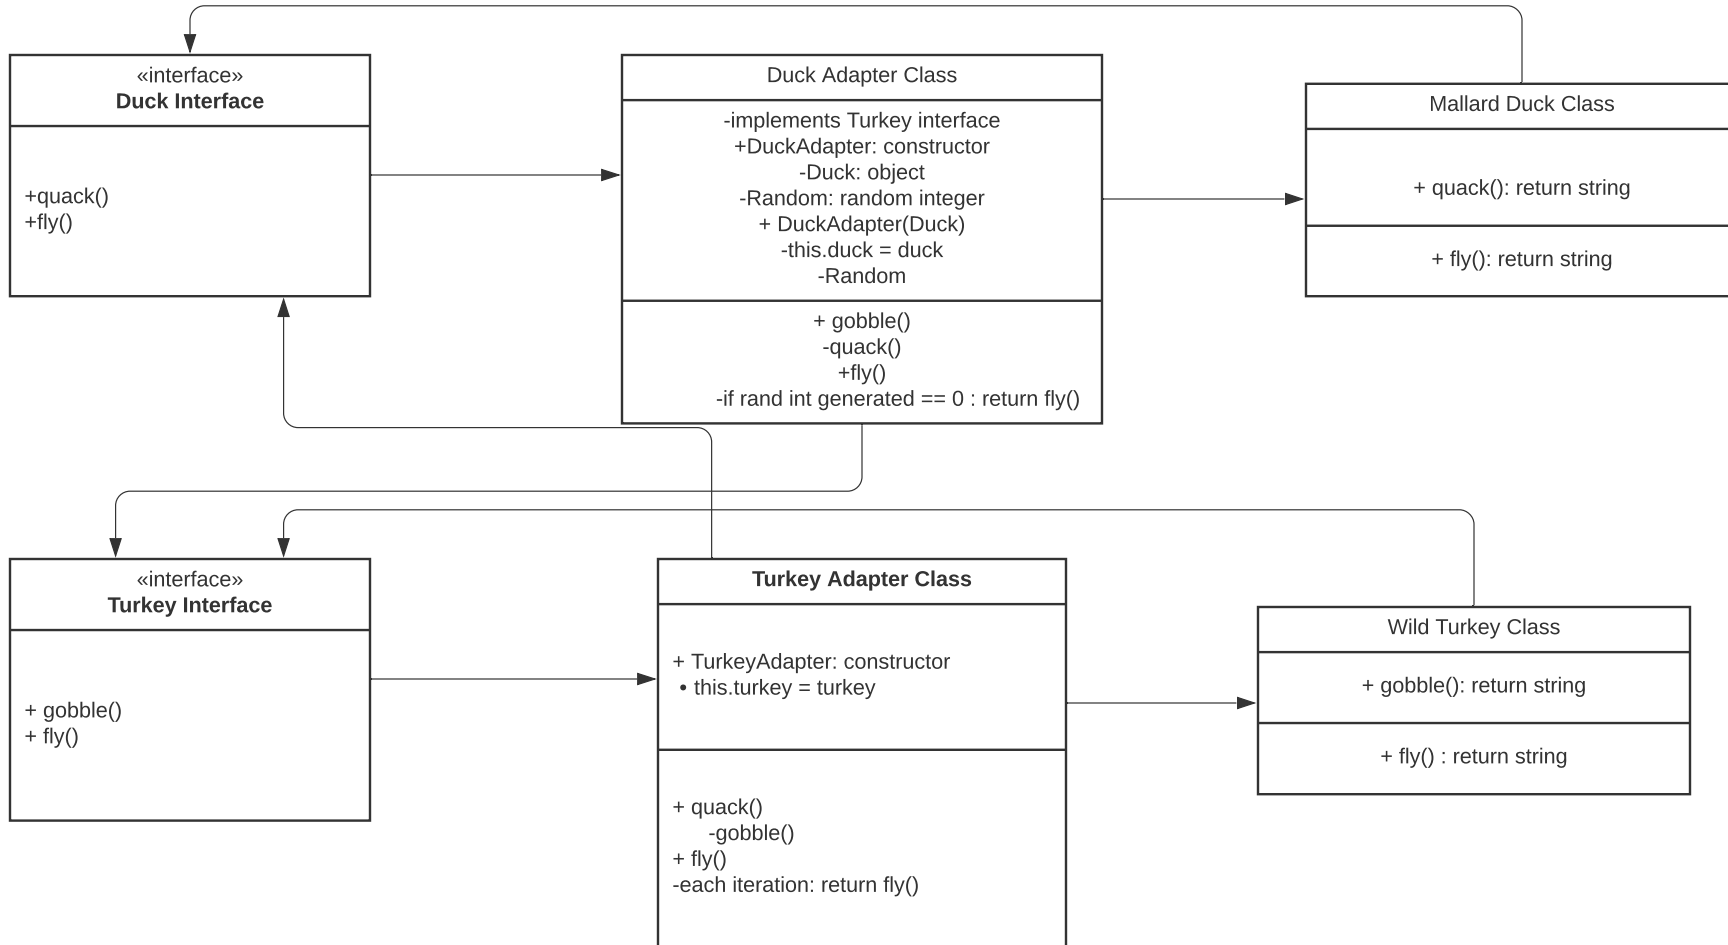 «interface»
Duck Interface
+quack()
+fly()
Duck Adapter Class
-implements Turkey interface
+DuckAdapter: constructor
-Duck: object
-Random: random integer
+ DuckAdapter(Duck)
-this.duck = duck
-Random
+ gobble()
-quack()
+fly()
-if rand int generated == 0 : return fly()
Mallard Duck Class
+ quack(): return string
+ fly(): return string
«interface»
Turkey Interface
+ gobble()
+ fly()
Turkey Adapter Class
+ TurkeyAdapter: constructor
• this.turkey = turkey
+ quack()
-gobble()
+ fly()
-each iteration: return fly()
Wild Turkey Class
+ gobble(): return string
+ fly() : return string